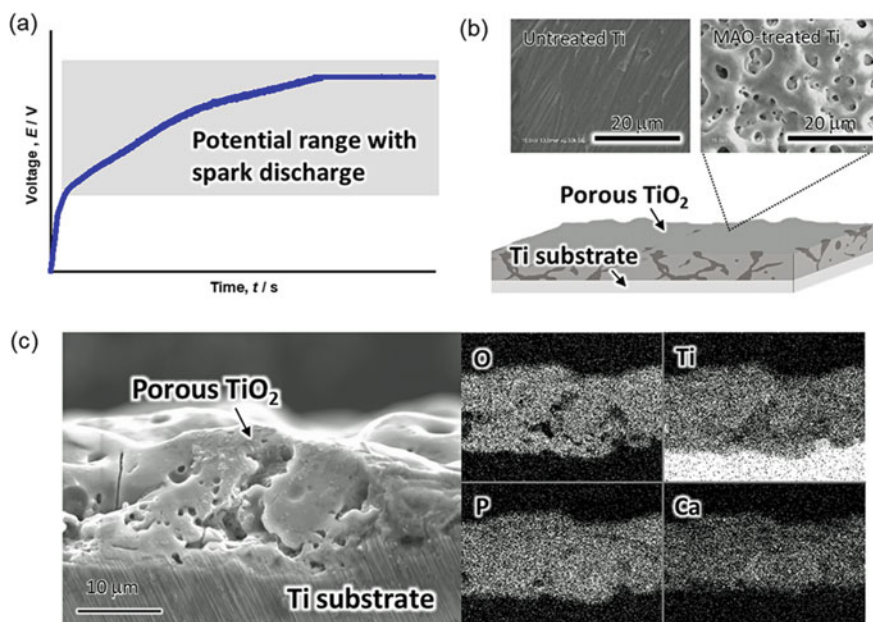 (a)
Voltage, E / V
Potential range with
spark discharge
Time, t / s
(b)
Untreated Ti
20 μm
MAO-treated Ti
20 μm
Porous TiO₂
Ti substrate
(c)
Porous TiO₂
10 μm
Ti substrate
O
Ti
P
Ca